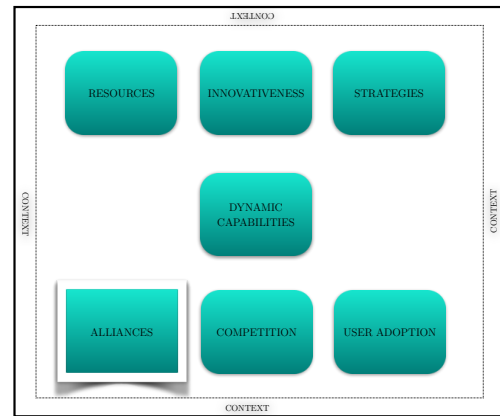 CONTEXT
RESOURCES
INNOVATIVENESS
STRATEGIES
CONTEXT
DYNAMIC
CAPABILITIES
CONTEXT
ALLIANCES
COMPETITION
USER ADOPTION
CONTEXT